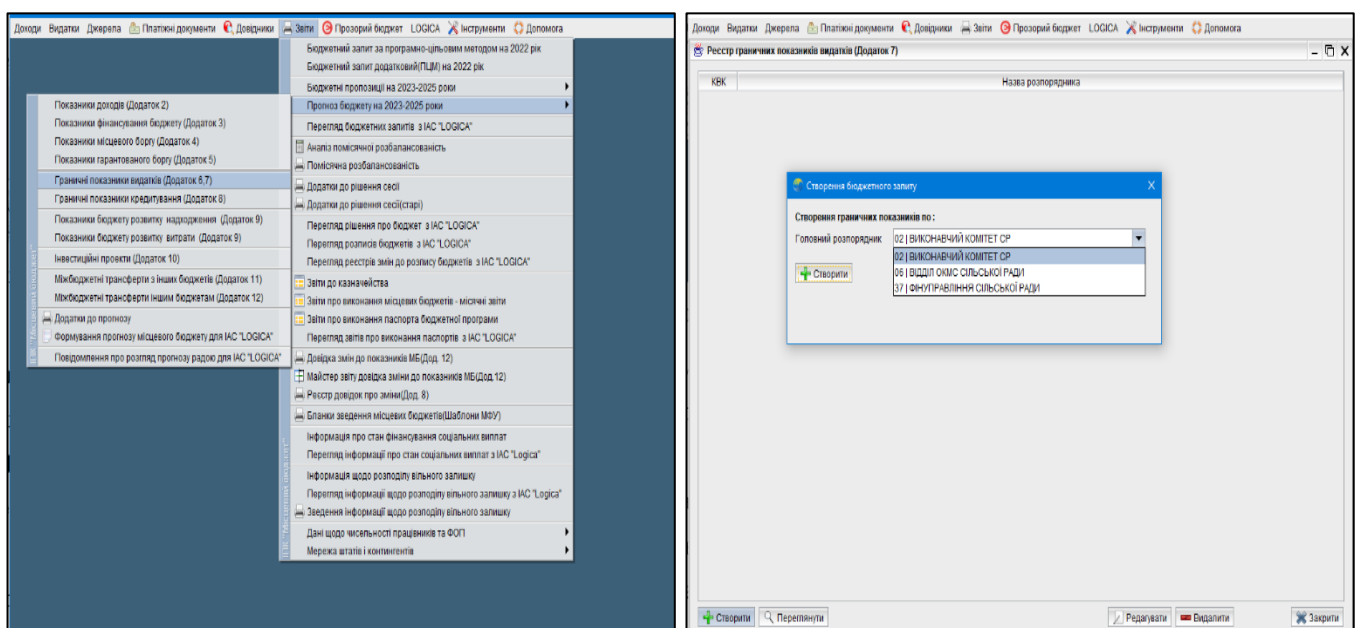 Доходи Видатки Джерела Платіжні документи Довідники Звіти Прозорий бюджет LOGICA Інструменти Допомога
Бюджетний запит за програмно-цільовим методом на 2022 рік
Бюджетний запит додатковий(ПЦМ) на 2022 рік
Бюджетні пропозиції на 2023-2025 роки
Прогноз бюджету на 2023-2025 роки
Перегляд бюджетних запитів з ІАС "LOGICA"
Аналіз помісячної розбалансованість
Помісячна розбалансованість
Додатки до рішення сесії
Додатки до рішення сесії(старі)
Перегляд рішення про бюджет з ІАС "LOGICA"
Перегляд розписів бюджетів з ІАС "LOGICA"
Перегляд реєстрів змін до розпису бюджетів з ІАС "LOGICA"
Звіти до казначейства
Звіти про виконання місцевих бюджетів - місячні звіти
Звіти про виконання паспорта бюджетної програми
Перегляд звітів про виконання паспортів з ІАС "LOGICA"
Довідка змін до показників МБ(Дод. 12)
Майстер звіту довідка зміни до показників МБ(Дод.12)
Реєстр довідок про зміни(Дод. 8)
Бланки зведення місцевих бюджетів(Шаблони МФУ)
Інформація про стан фінансування соціальних виплат
Перегляд інформації про стан соціальних виплат з ІАС "Logica"
Інформація щодо розподілу вільного залишку
Перегляд інформації щодо розподілу вільного залишку з ІАС "Logica"
Зведення інформації щодо розподілу вільного залишку
Дані щодо чисельності працівників та ФОП
Мережа штатів і контингентів
Показники доходів (Додаток 2)
Показники фінансування бюджету (Додаток 3)
Показники місцевого боргу (Додаток 4)
Показники гарантованого боргу (Додаток 5)
Граничні показники видатків (Додаток 6,7)
Граничні показники кредитування (Додаток 8)
Показники бюджету розвитку надходження (Додаток 9)
Показники бюджету розвитку витрати (Додаток 9)
Інвестиційні проекти (Додаток 10)
Міжбюджетні трансферти з інших бюджетів (Додаток 11)
Міжбюджетні трансферти іншим бюджетам (Додаток 12)
Додатки до прогнозу
Формування прогнозу місцевого бюджету для ІАС "LOGICA"
Повідомлення про розгляд прогнозу радою для ІАС "LOGICA"
Доходи Видатки Джерела Платіжні документи Довідники Звіти Прозорий бюджет LOGICA Інструменти Допомога
Реєстр граничних показників видатків (Додаток 7)
КВК Назва розпорядника
Створення бюджетного запиту X
Створення граничних показників по :
Головний розпорядник 02 | ВИКОНАВЧИЙ КОМІТЕТ СР
02 | ВИКОНАВЧИЙ КОМІТЕТ СР
06 | ВІДДІЛ ОКМС СІЛЬСЬКОЇ РАДИ
37 | ФІНУПРАВЛІННЯ СІЛЬСЬКОЇ РАДИ
Створити
Створити Переглянути Редагувати Видалити Закрити